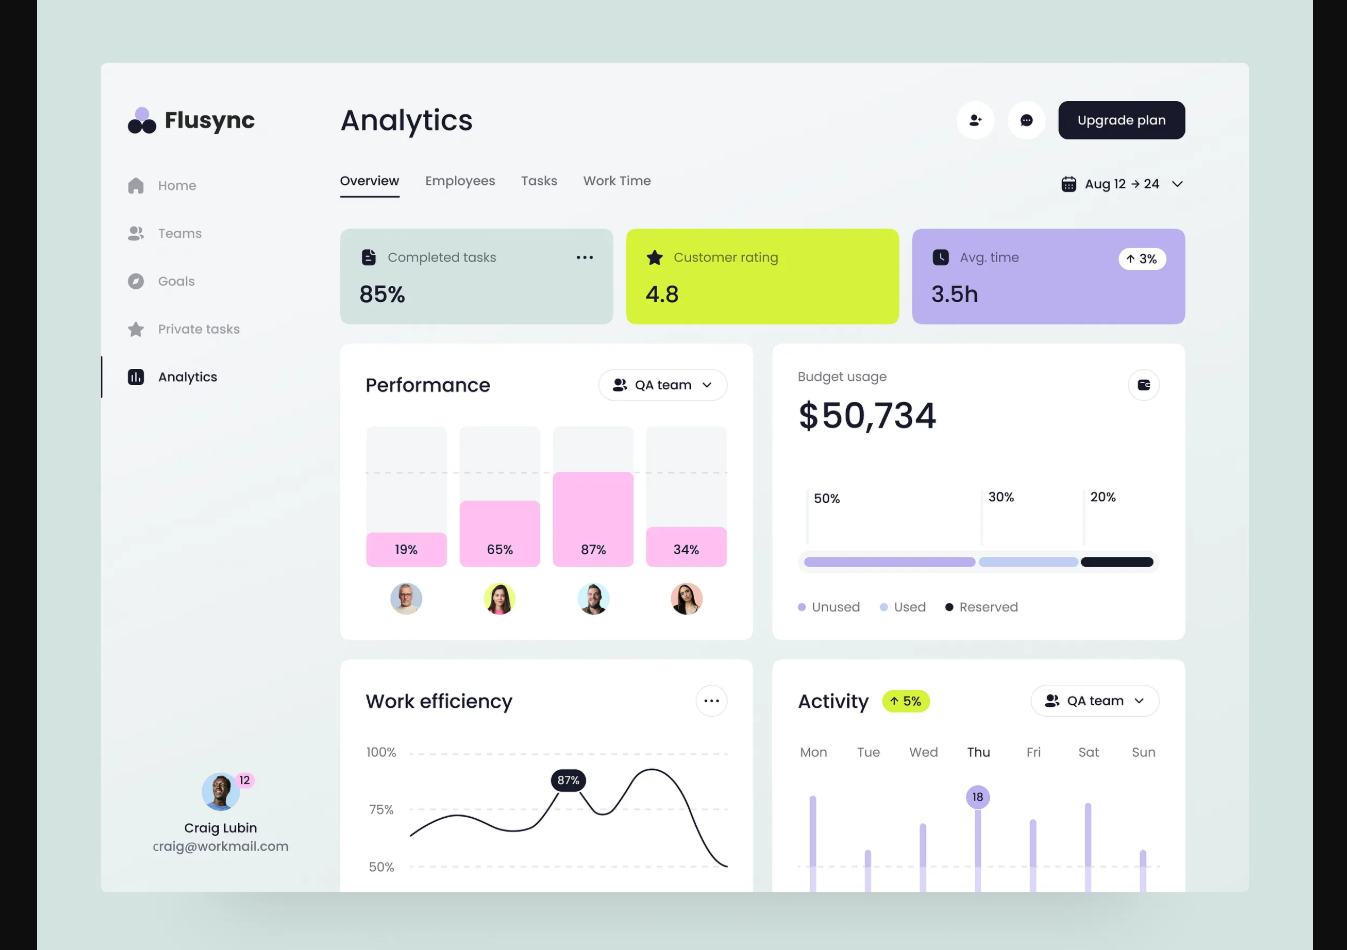 Flusync
Home
Teams
Goals
Private tasks
Analytics
12
Craig Lubin
craig@workmail.com
Analytics
Upgrade plan
Overview Employees Tasks Work Time
Aug 12 → 24
Completed tasks
85%
Customer rating
4.8
Avg. time
↑ 3%
3.5h
Performance
QA team
19% 65% 87% 34%
Budget usage
$50,734
50% 30% 20%
Unused Used Reserved
Work efficiency
100%
87%
75%
50%
Activity ↑ 5%
QA team
Mon Tue Wed Thu Fri Sat Sun
18